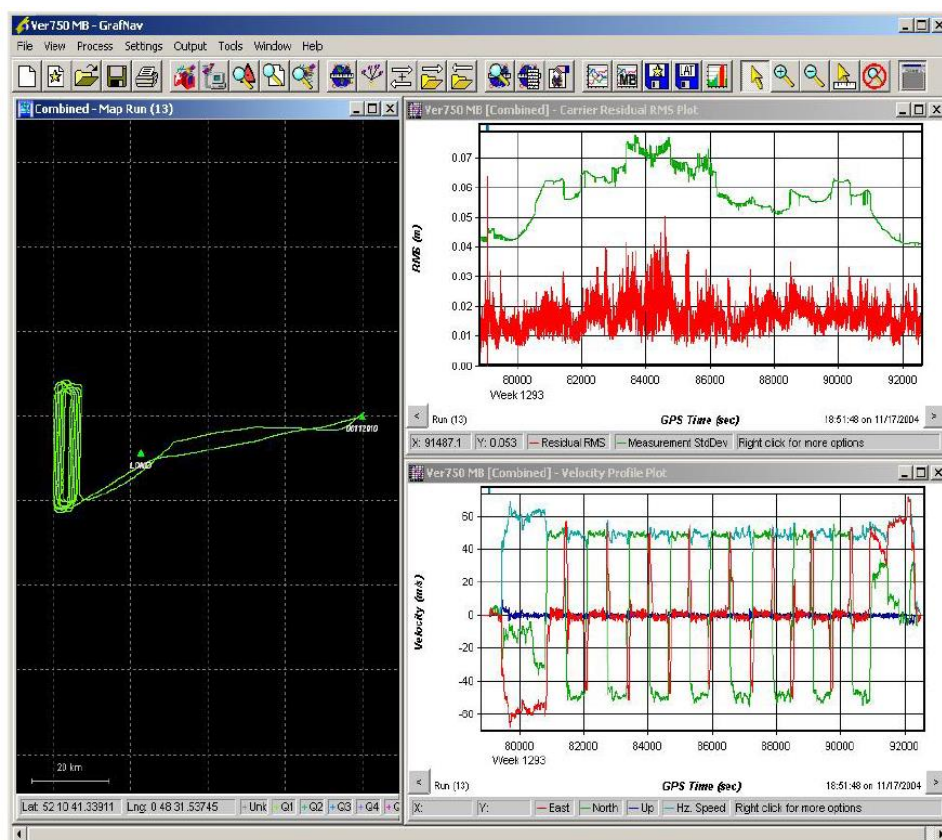 Ver750 MB - GrafNav
File View Process Settings Output Tools Window Help
MB LAT
Combined - Map Run (13)
20 km
Lat: 52 10 41.33911 Lng: 0 48 31.53745 Unk Q1 Q2 Q3 Q4
Ver750 MB [Combined] - Carrier Residual RMS Plot
RMS (m)
0.07
0.06
0.05
0.04
0.03
0.02
0.01
0.00
80000 82000 84000 86000 88000 90000 92000
Week 1293
< Run (13) GPS Time (sec) 18:51:48 on 11/17/2004 >
X: 91487.1 Y: 0.053 Residual RMS Measurement StdDev Right click for more options
Ver750 MB [Combined] - Velocity Profile Plot
Velocity (m/s)
60
40
20
0
-20
-40
-60
80000 82000 84000 86000 88000 90000 92000
Week 1293
< Run (13) GPS Time (sec) 18:51:48 on 11/17/2004 >
X: Y: East North Up Hz. Speed Right click for more options